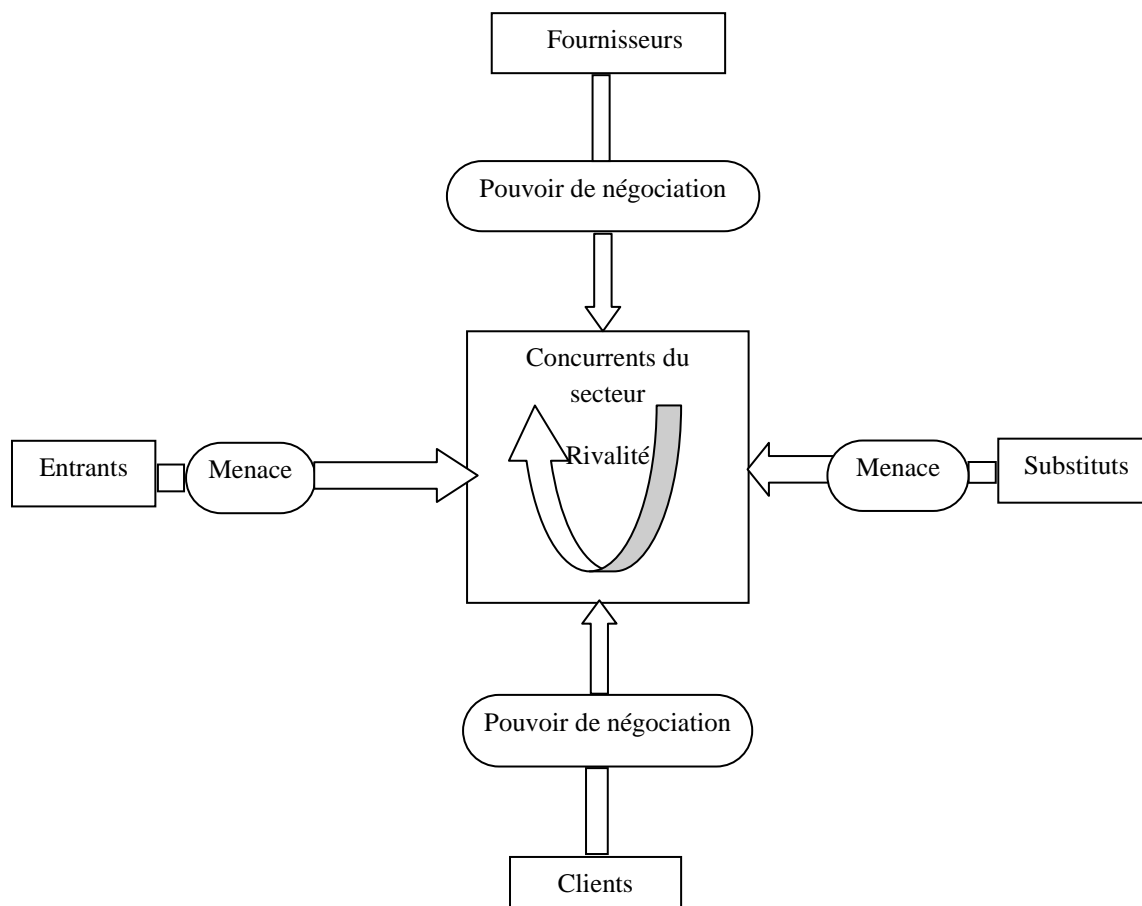 Fournisseurs
Pouvoir de négociation
Concurrents du
secteur
Rivalité
Entrants
Menace
Menace
Substituts
Pouvoir de négociation
Clients